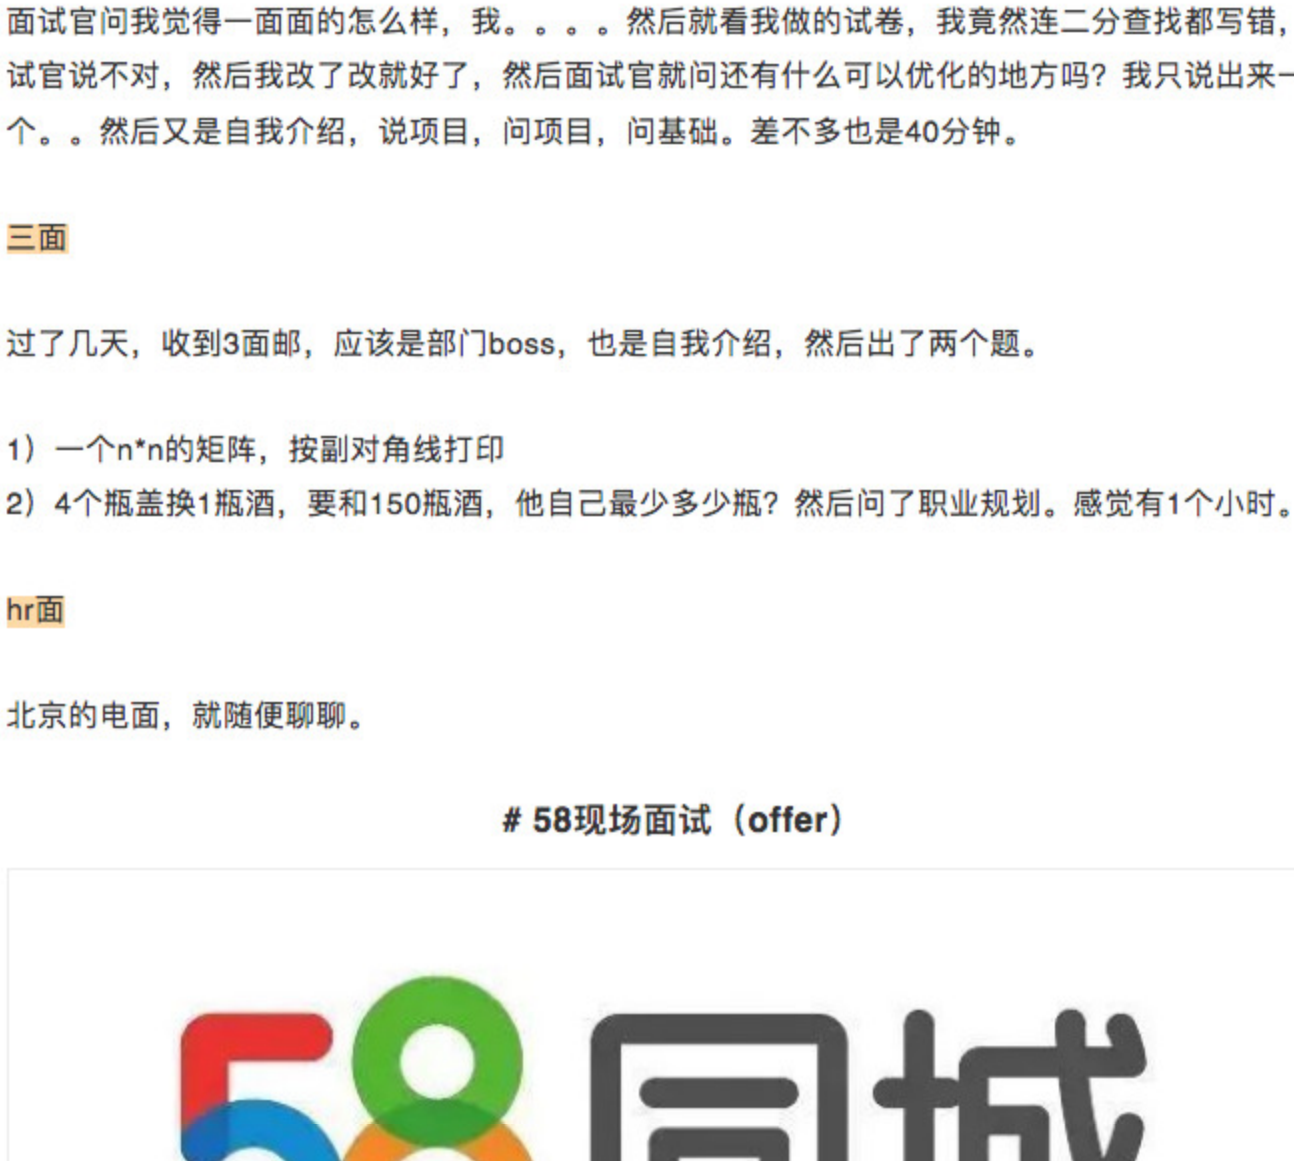 面试官问我觉得一面面的怎么样，我。。。。然后就看我做的试卷，我竟然连二分查找都写错，
试官说不对，然后我改了改就好了，然后面试官就问还有什么可以优化的地方吗？我只说出来一
个。。然后又是自我介绍，说项目，问项目，问基础。差不多也是40分钟。
三面
过了几天，收到3面邮，应该是部门boss，也是自我介绍，然后出了两个题。
1）一个n*n的矩阵，按副对角线打印
2）4个瓶盖换1瓶酒，要和150瓶酒，他自己最少多少瓶？然后问了职业规划。感觉有1个小时。
hr面
北京的电面，就随便聊聊。
# 58现场面试（offer）
58同城